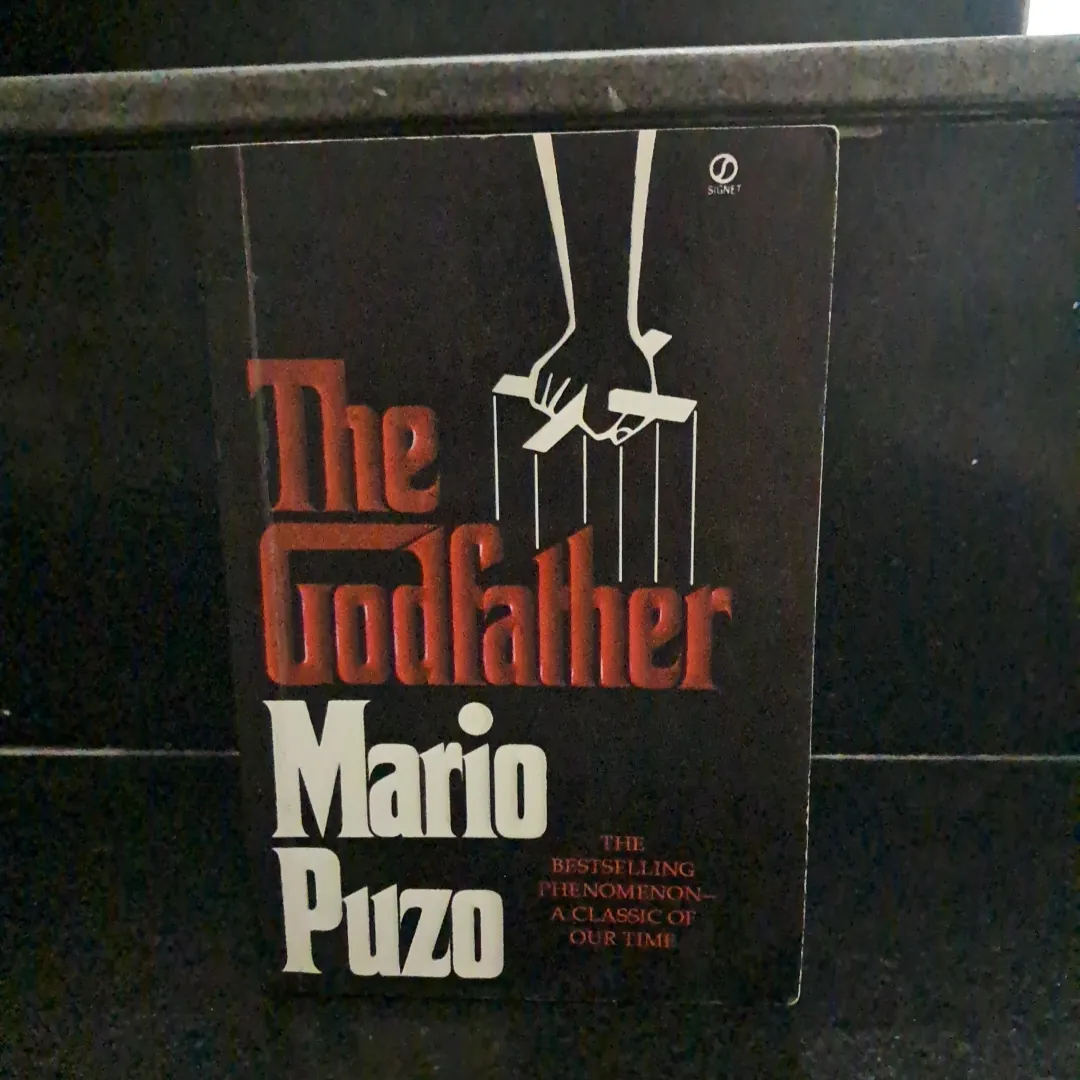 SIGNET
The
Godfather
Mario
Puzo
THE
BESTSELLING
PHENOMENON—
A CLASSIC OF
OUR TIME